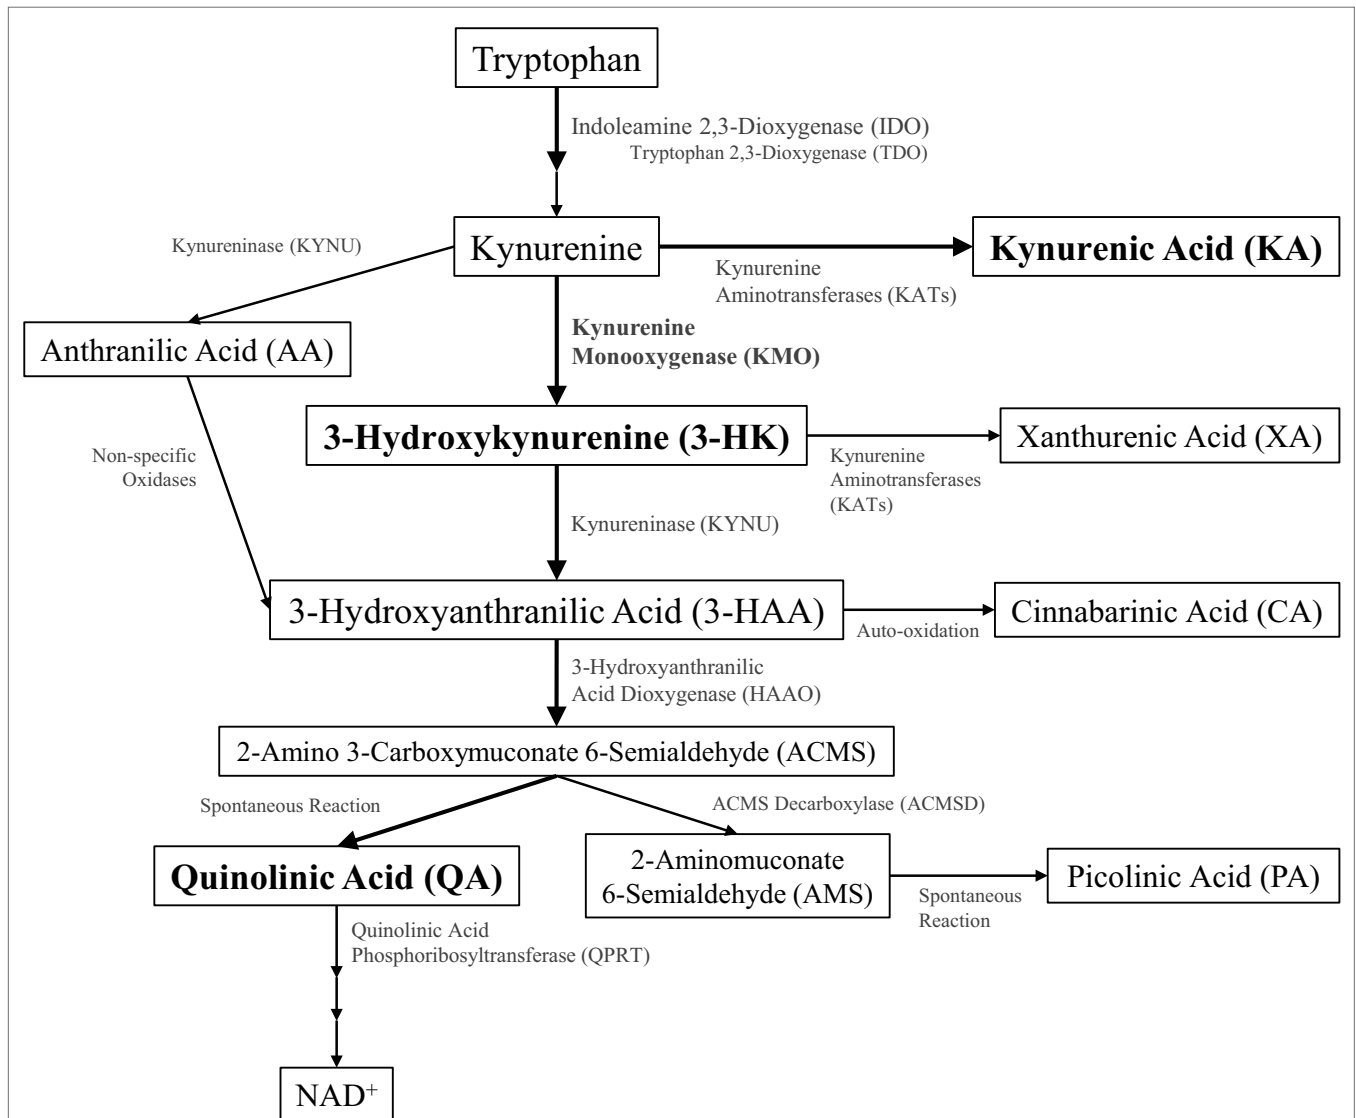 Tryptophan
Indoleamine 2,3-Dioxygenase (IDO)
Tryptophan 2,3-Dioxygenase (TDO)
Kynureninase (KYNU)
Kynurenine
Kynurenic Acid (KA)
Kynurenine
Aminotransferases (KATs)
Anthranilic Acid (AA)
Kynurenine
Monooxygenase (KMO)
3-Hydroxykynurenine (3-HK)
Xanthurenic Acid (XA)
Non-specific
Oxidases
Kynurenine
Aminotransferases
(KATs)
Kynureninase (KYNU)
3-Hydroxyanthranilic Acid (3-HAA)
Cinnabarinic Acid (CA)
Auto-oxidation
3-Hydroxyanthranilic
Acid Dioxygenase (HAAO)
2-Amino 3-Carboxymuconate 6-Semialdehyde (ACMS)
Spontaneous Reaction
ACMS Decarboxylase (ACMSD)
Quinolinic Acid (QA)
2-Aminomuconate
6-Semialdehyde (AMS)
Picolinic Acid (PA)
Spontaneous
Reaction
Quinolinic Acid
Phosphoribosyltransferase (QPRT)
NAD⁺